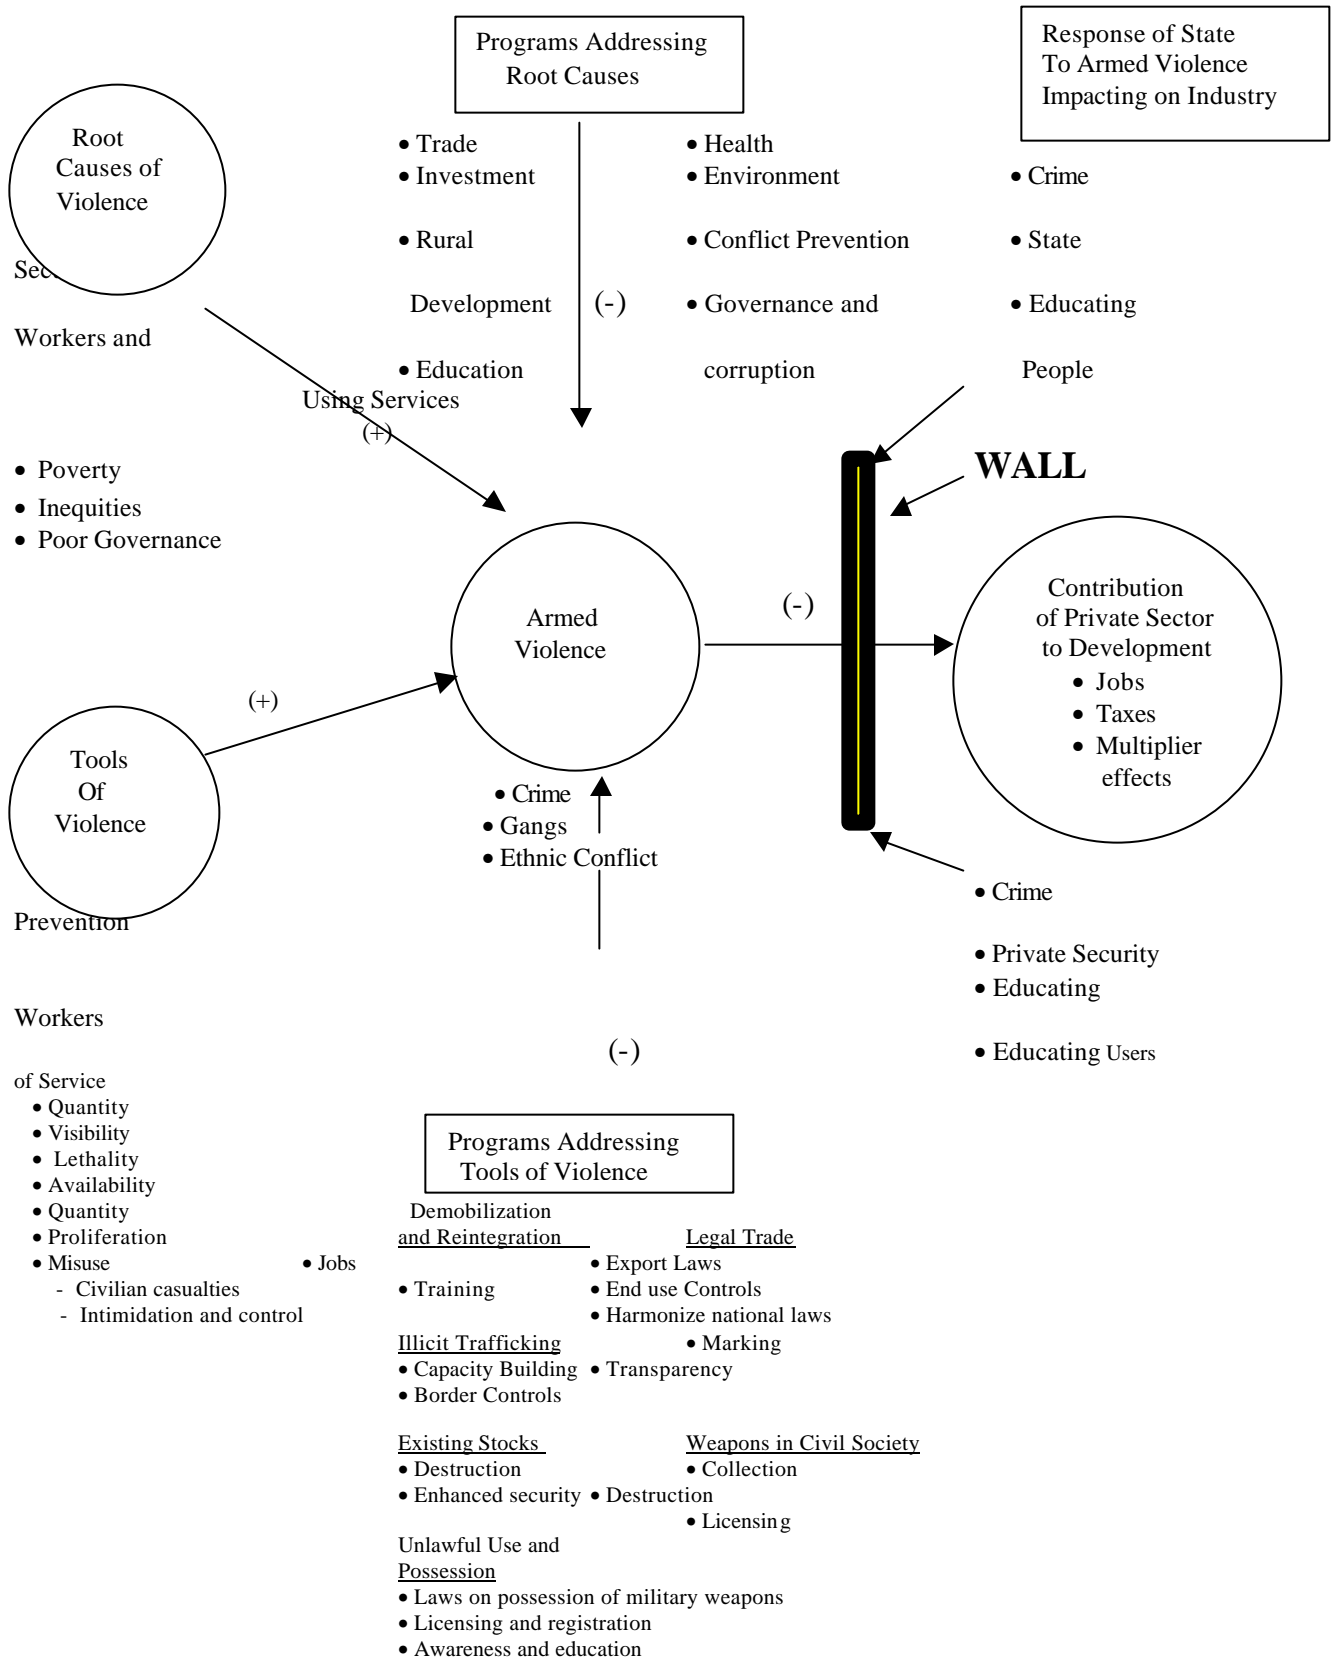 Programs Addressing
Root Causes
Response of State
To Armed Violence
Impacting on Industry
Root
Causes of
Violence
• Trade
• Investment
• Rural
Development
• Education
• Health
• Environment
• Conflict Prevention
• Governance and
corruption
• Crime
• State
• Educating
People
(-)
Workers and
Using Services
(+)
• Poverty
• Inequities
• Poor Governance
WALL
Armed
Violence
(-)
Contribution
of Private Sector
to Development
• Jobs
• Taxes
• Multiplier
effects
(+)
Tools
Of
Violence
• Crime
• Gangs
• Ethnic Conflict
Prevention
• Crime
• Private Security
• Educating
• Educating Users
Workers
(-)
of Service
• Quantity
• Visibility
• Lethality
• Availability
• Quantity
• Proliferation
• Misuse
- Civilian casualties
- Intimidation and control
• Jobs
Programs Addressing
Tools of Violence
Demobilization
and Reintegration
• Training
Legal Trade
• Export Laws
• End use Controls
• Harmonize national laws
• Marking
• Transparency
Illicit Trafficking
• Capacity Building
• Border Controls
Existing Stocks
• Destruction
• Enhanced security
Weapons in Civil Society
• Collection
• Destruction
• Licensing
Unlawful Use and
Possession
• Laws on possession of military weapons
• Licensing and registration
• Awareness and education